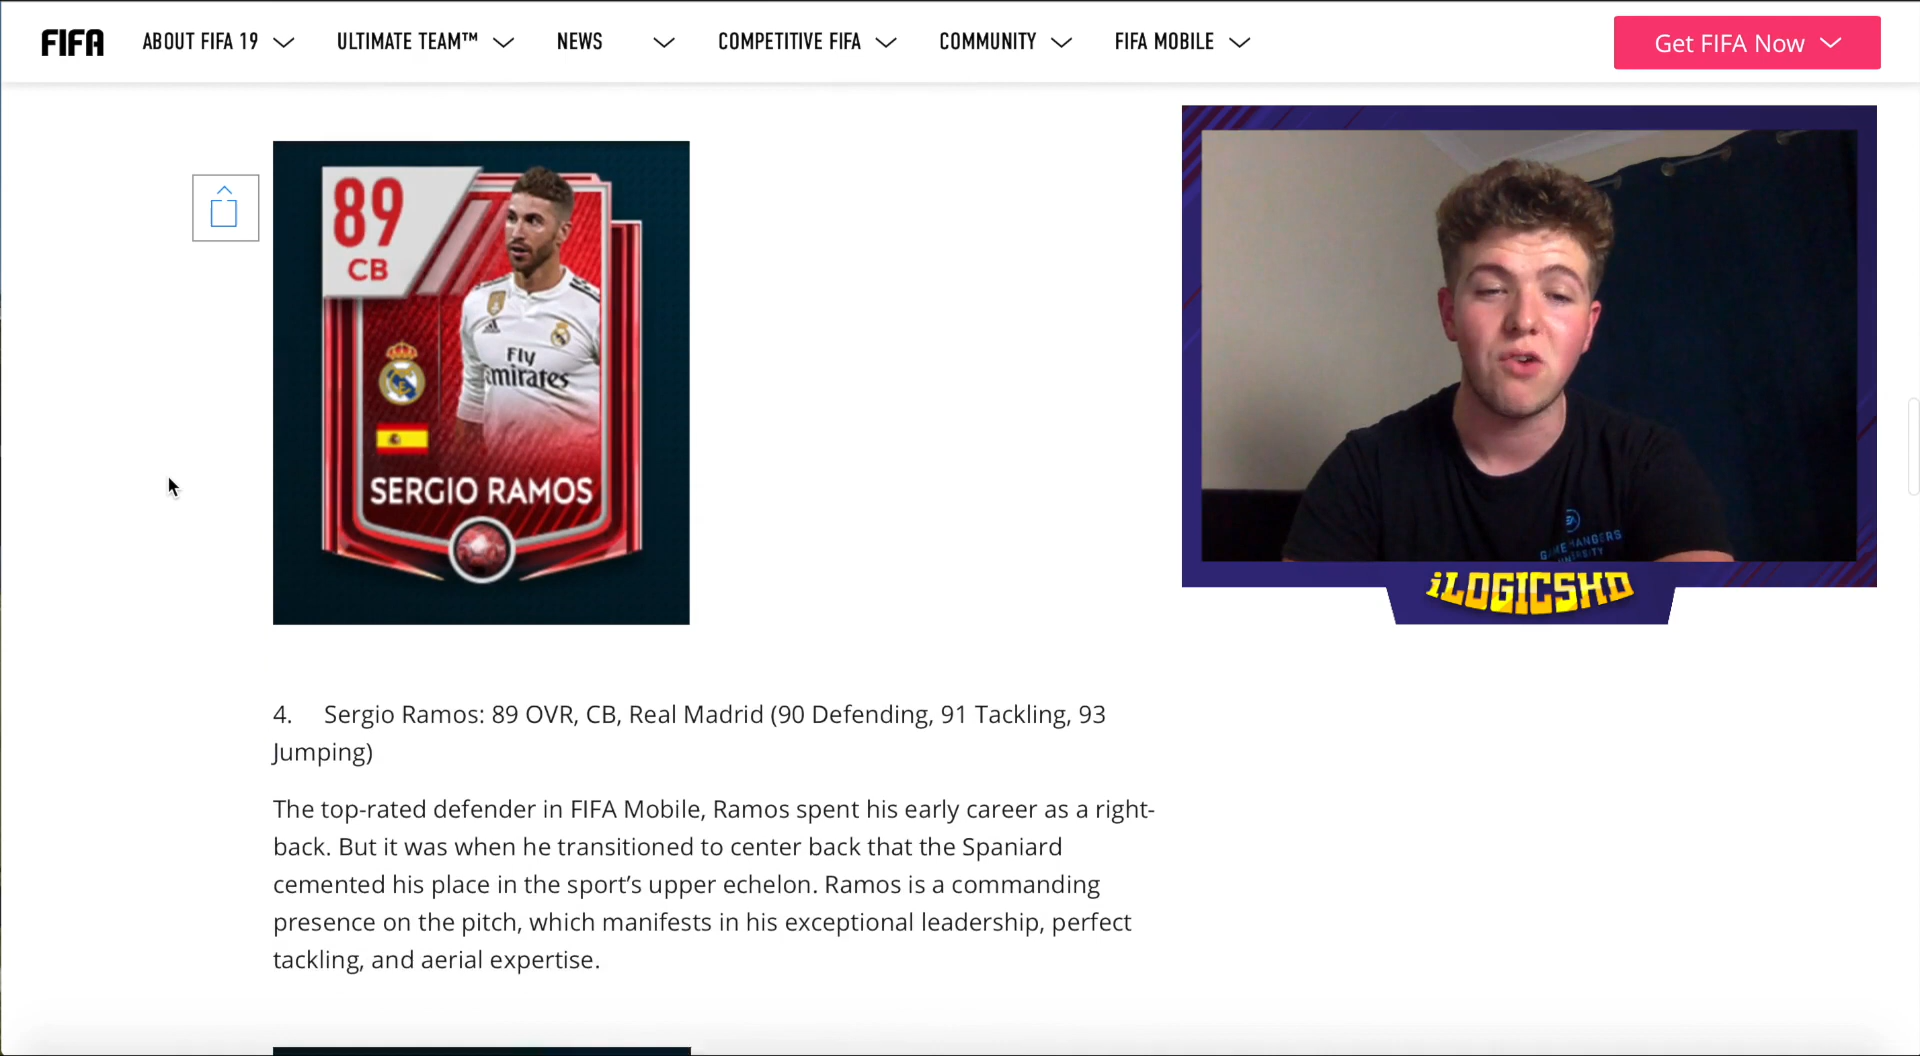 FIFA ABOUT FIFA 19 ULTIMATE TEAM™ NEWS COMPETITIVE FIFA COMMUNITY FIFA MOBILE Get FIFA Now
89
CB
Fly
Emirates
SERGIO RAMOS
EA
GAME CHANGERS
UNIVERSITY
iLOGICSHD
4. Sergio Ramos: 89 OVR, CB, Real Madrid (90 Defending, 91 Tackling, 93
Jumping)
The top-rated defender in FIFA Mobile, Ramos spent his early career as a right-
back. But it was when he transitioned to center back that the Spaniard
cemented his place in the sport’s upper echelon. Ramos is a commanding
presence on the pitch, which manifests in his exceptional leadership, perfect
tackling, and aerial expertise.